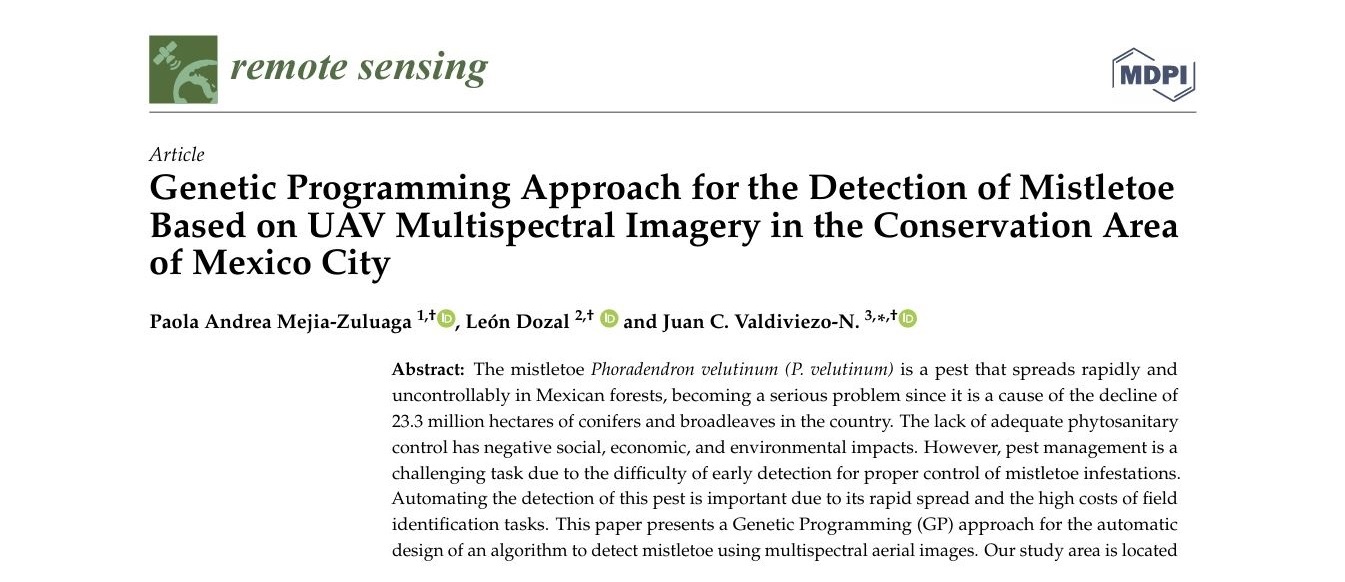 remote sensing
MDPI
Article
Genetic Programming Approach for the Detection of Mistletoe
Based on UAV Multispectral Imagery in the Conservation Area
of Mexico City
Paola Andrea Mejia-Zuluaga 1,† iD, León Dozal 2,† iD and Juan C. Valdiviezo-N. 3,*,† iD
Abstract: The mistletoe Phoradendron velutinum (P. velutinum) is a pest that spreads rapidly and
uncontrollably in Mexican forests, becoming a serious problem since it is a cause of the decline of
23.3 million hectares of conifers and broadleaves in the country. The lack of adequate phytosanitary
control has negative social, economic, and environmental impacts. However, pest management is a
challenging task due to the difficulty of early detection for proper control of mistletoe infestations.
Automating the detection of this pest is important due to its rapid spread and the high costs of field
identification tasks. This paper presents a Genetic Programming (GP) approach for the automatic
design of an algorithm to detect mistletoe using multispectral aerial images. Our study area is located